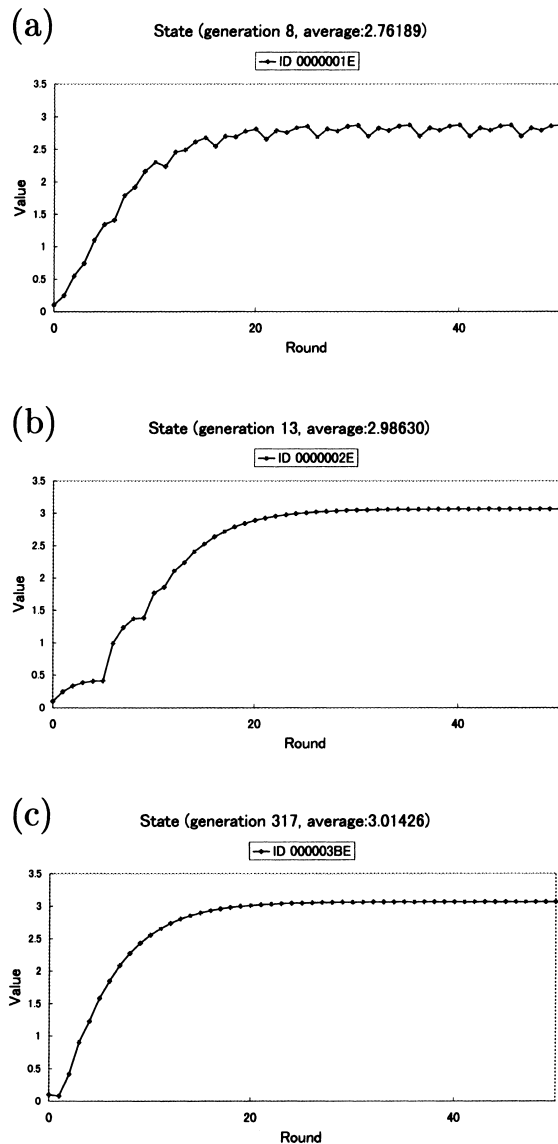 (a)
State (generation 8, average:2.76189)
ID 0000001E
3.5
3
2.5
2
1.5
1
0.5
0
Value
0
20
40
Round
(b)
State (generation 13, average:2.98630)
ID 0000002E
3.5
3
2.5
2
1.5
1
0.5
0
Value
0
20
40
Round
(c)
State (generation 317, average:3.01426)
ID 000003BE
3.5
3
2.5
2
1.5
1
0.5
0
Value
0
20
40
Round